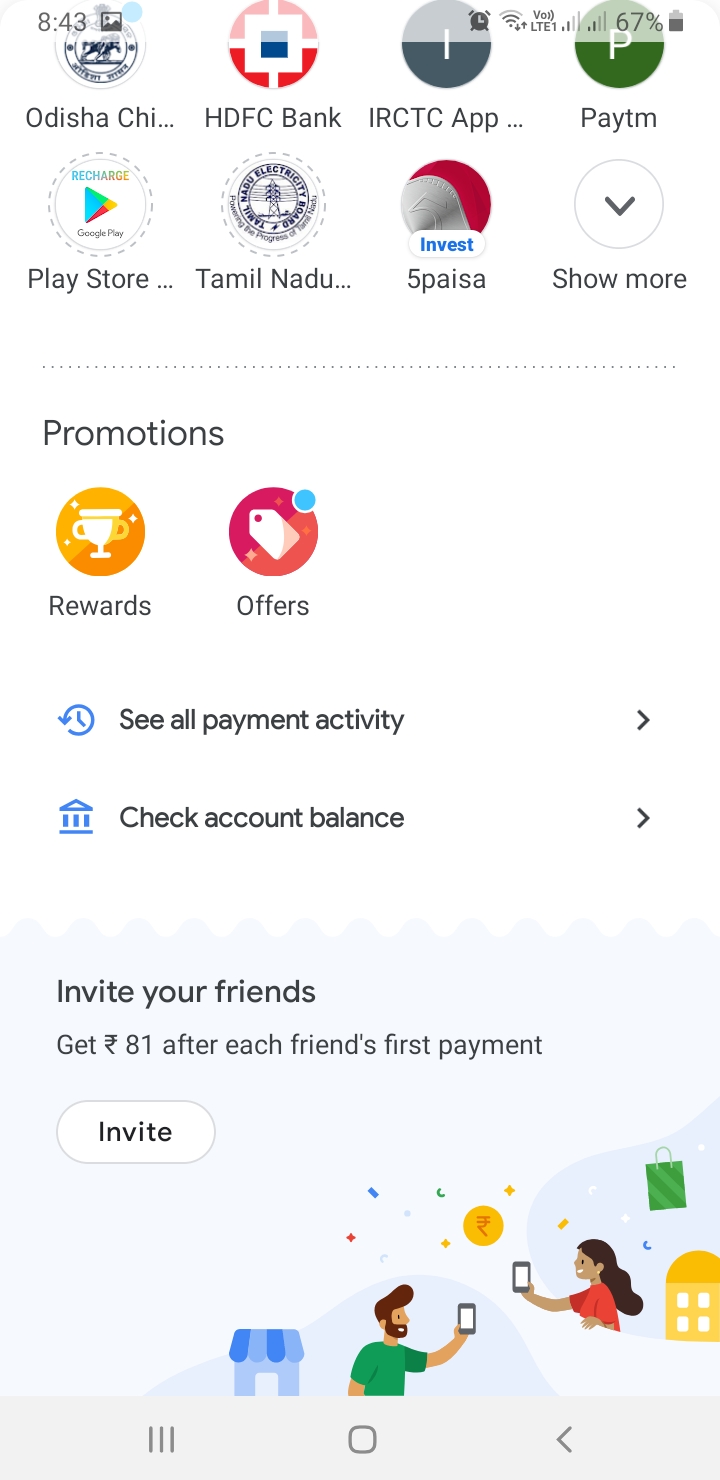 8:43 Vo)) LTE1 67%
Odisha Chi... HDFC Bank IRCTC App ... Paytm
I P
RECHARGE
Google Play
TAMIL NADU ELECTRICITY BOARD
Powering the Progress of Tamil Nadu
Invest
Play Store ... Tamil Nadu... 5paisa Show more
Promotions
Rewards Offers
See all payment activity
Check account balance
Invite your friends
Get ₹ 81 after each friend's first payment
Invite
₹